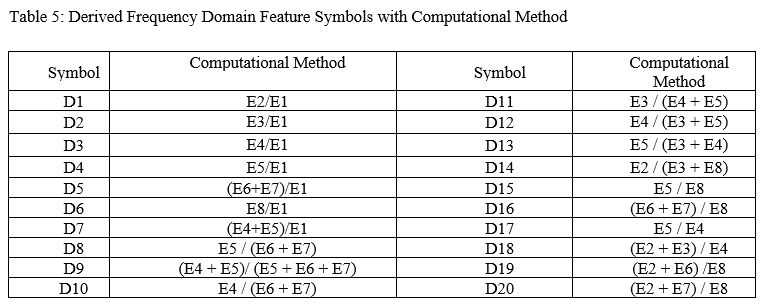 Table 5: Derived Frequency Domain Feature Symbols with Computational Method
Symbol Computational Method Symbol Computational
Method
D1 E2/E1 D11 E3 / (E4 + E5)
D2 E3/E1 D12 E4 / (E3 + E5)
D3 E4/E1 D13 E5 / (E3 + E4)
D4 E5/E1 D14 E2 / (E3 + E8)
D5 (E6+E7)/E1 D15 E5 / E8
D6 E8/E1 D16 (E6 + E7) / E8
D7 (E4+E5)/E1 D17 E5 / E4
D8 E5 / (E6 + E7) D18 (E2 + E3) / E4
D9 (E4 + E5)/ (E5 + E6 + E7) D19 (E2 + E6) /E8
D10 E4 / (E6 + E7) D20 (E2 + E7) / E8